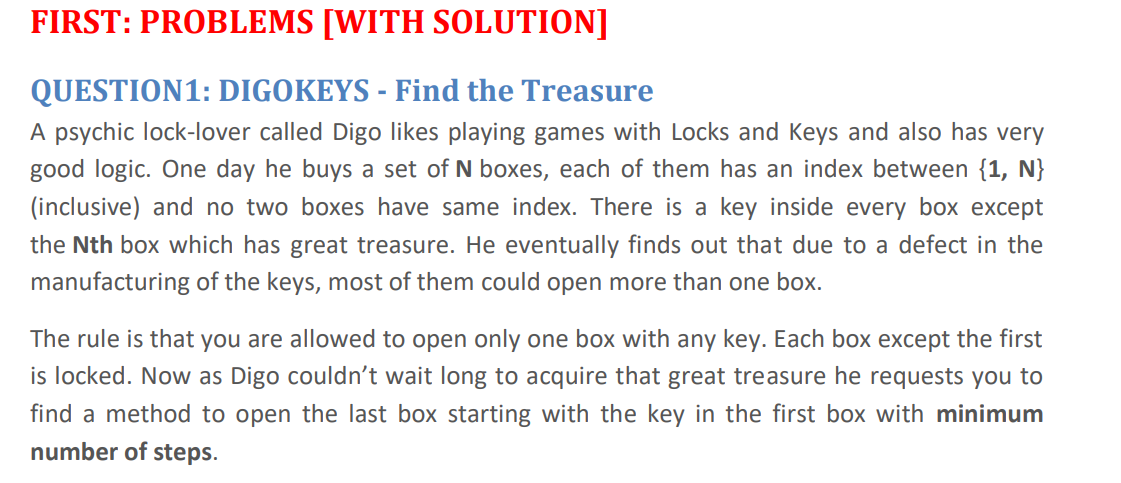 FIRST: PROBLEMS [WITH SOLUTION]
QUESTION1: DIGOKEYS - Find the Treasure
A psychic lock-lover called Digo likes playing games with Locks and Keys and also has very
good logic. One day he buys a set of N boxes, each of them has an index between {1, N}
(inclusive) and no two boxes have same index. There is a key inside every box except
the Nth box which has great treasure. He eventually finds out that due to a defect in the
manufacturing of the keys, most of them could open more than one box.
The rule is that you are allowed to open only one box with any key. Each box except the first
is locked. Now as Digo couldn’t wait long to acquire that great treasure he requests you to
find a method to open the last box starting with the key in the first box with minimum
number of steps.